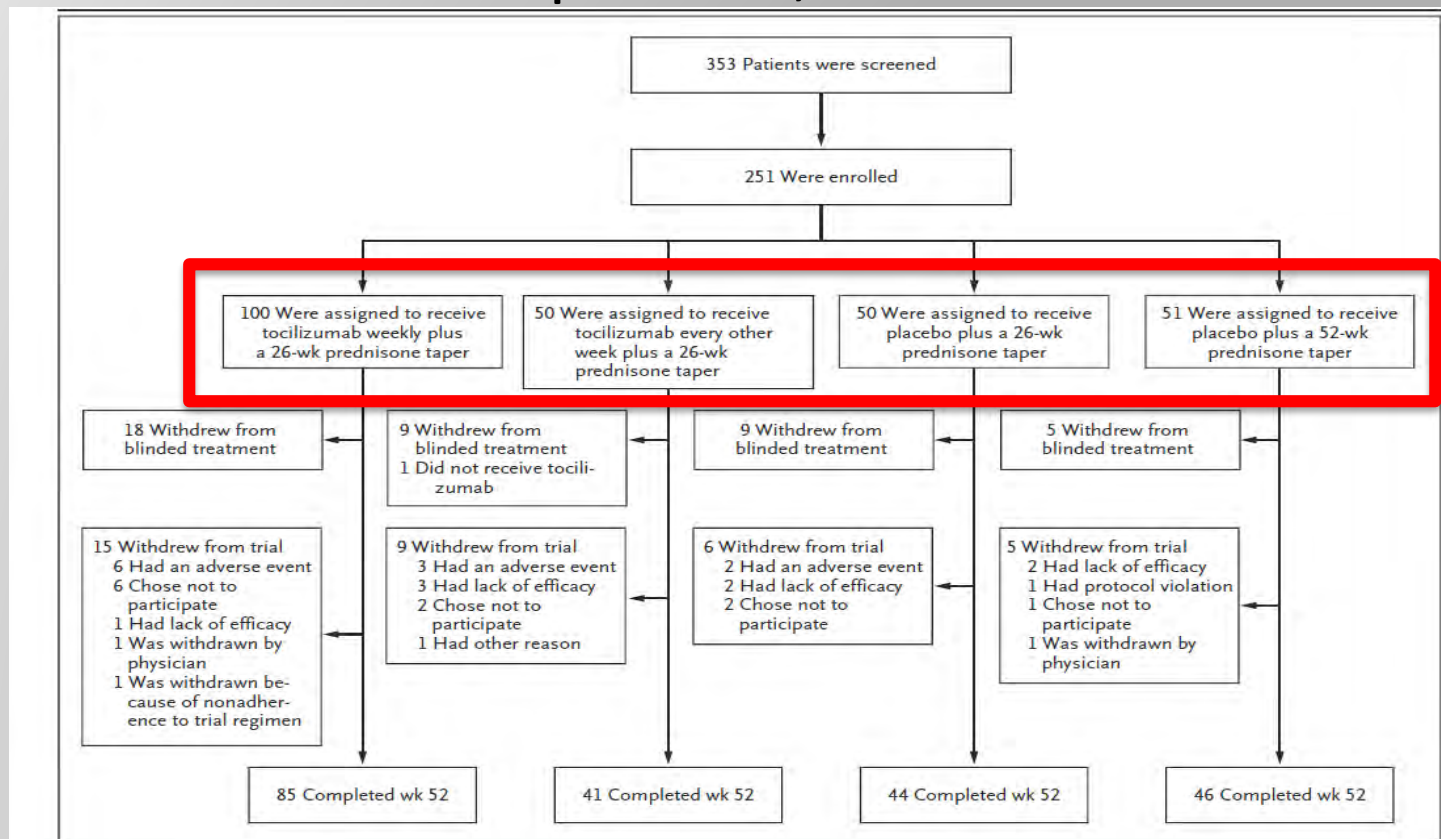 353 Patients were screened
251 Were enrolled
100 Were assigned to receive
tocilizumab weekly plus
a 26-wk prednisone taper
50 Were assigned to receive
tocilizumab every other
week plus a 26-wk
prednisone taper
50 Were assigned to receive
placebo plus a 26-wk
prednisone taper
51 Were assigned to receive
placebo plus a 52-wk
prednisone taper
18 Withdrew from
blinded treatment
9 Withdrew from
blinded treatment
1 Did not receive tocili-
zumab
9 Withdrew from
blinded treatment
5 Withdrew from
blinded treatment
15 Withdrew from trial
6 Had an adverse event
6 Chose not to
participate
1 Had lack of efficacy
1 Was withdrawn by
physician
1 Was withdrawn be-
cause of nonadher-
ence to trial regimen
9 Withdrew from trial
3 Had an adverse event
3 Had lack of efficacy
2 Chose not to
participate
1 Had other reason
6 Withdrew from trial
2 Had an adverse event
2 Had lack of efficacy
2 Chose not to
participate
5 Withdrew from trial
2 Had lack of efficacy
1 Had protocol violation
1 Chose not to
participate
1 Was withdrawn by
physician
85 Completed wk 52
41 Completed wk 52
44 Completed wk 52
46 Completed wk 52